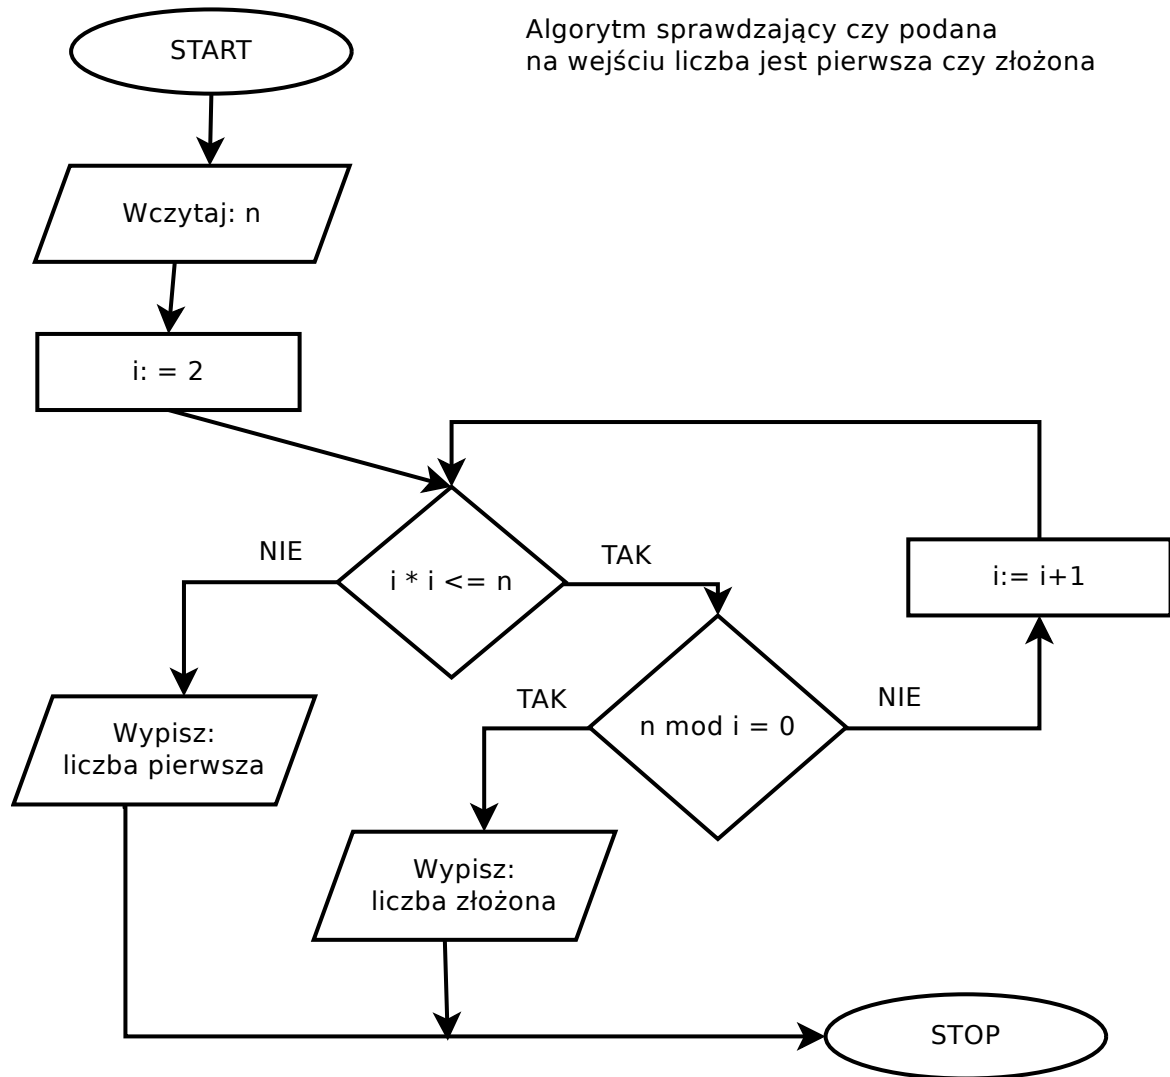 START
Algorytm sprawdzający czy podana
na wejściu liczba jest pierwsza czy złożona
Wczytaj: n
i: = 2
NIE
i * i <= n
TAK
i:= i+1
Wypisz:
liczba pierwsza
TAK
n mod i = 0
NIE
Wypisz:
liczba złożona
STOP